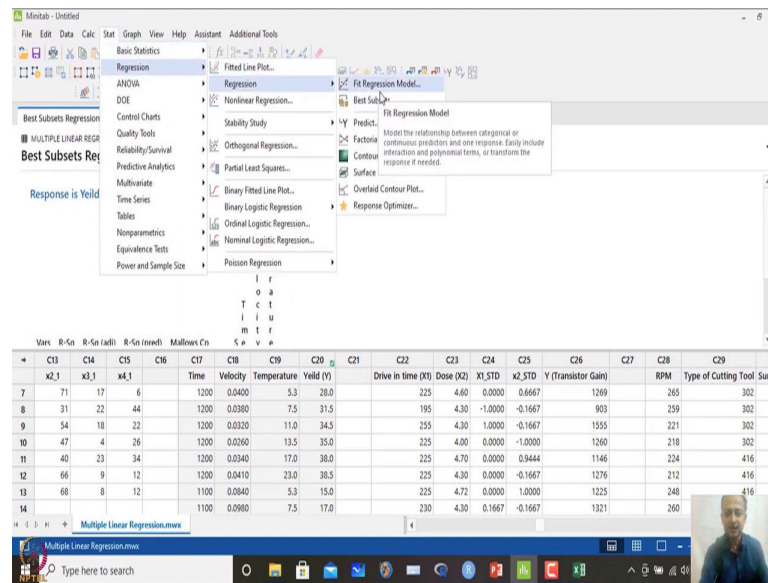 Minitab - Untitled
File Edit Data Calc Stat Graph View Help Assistant Additional Tools
Basic Statistics
Regression
ANOVA
DOE
Control Charts
Quality Tools
Reliability/Survival
Predictive Analytics
Multivariate
Time Series
Tables
Nonparametrics
Equivalence Tests
Power and Sample Size
Fitted Line Plot...
Regression
Nonlinear Regression...
Stability Study
Orthogonal Regression...
Partial Least Squares...
Binary Fitted Line Plot...
Binary Logistic Regression
Ordinal Logistic Regression...
Nominal Logistic Regression...
Poisson Regression
Fit Regression Model...
Best Subs
Predict...
Factoria
Contou
Surface
Overlaid Contour Plot...
Response Optimizer...
Fit Regression Model
Model the relationship between categorical or
continuous predictors and one response. Easily include
interaction and polynomial terms, or transform the
response if needed.
Best Subsets Regression
MULTIPLE LINEAR REGR
Best Subsets Reg
Response is Yeild
Vars R-Sq R-Sq (adj) R-Sq (pred) Mallows Cp
C13 C14 C15 C16 C17 C18 C19 C20 C21 C22 C23 C24 C25 C26 C27 C28 C29
x2_1 x3_1 x4_1 Time Velocity Temperature Yeild (Y) Drive in time (X1) Dose (X2) X1_STD x2_STD Y (Transistor Gain) RPM Type of Cutting Tool Sur
7 71 17 6 1200 0.0400 5.3 28.0 225 4.60 0.0000 0.6667 1269 265 302
8 31 22 44 1200 0.0380 7.5 31.5 195 4.30 -1.0000 -0.1667 903 259 302
9 54 18 22 1200 0.0320 11.0 34.5 255 4.30 1.0000 -0.1667 1555 221 302
10 47 4 26 1200 0.0260 13.5 35.0 225 4.00 0.0000 -1.0000 1260 218 302
11 40 23 34 1200 0.0340 17.0 38.0 225 4.70 0.0000 0.9444 1146 224 416
12 66 9 12 1200 0.0410 23.0 38.5 225 4.30 0.0000 -0.1667 1276 212 416
13 68 8 12 1100 0.0840 5.3 15.0 225 4.72 0.0000 1.0000 1225 248 416
14 1100 0.0980 7.5 17.0 230 4.30 0.1667 -0.1667 1321 260
Multiple Linear Regression.mwx
Multiple Linear Regression.mwx
Type here to search
NPTEL